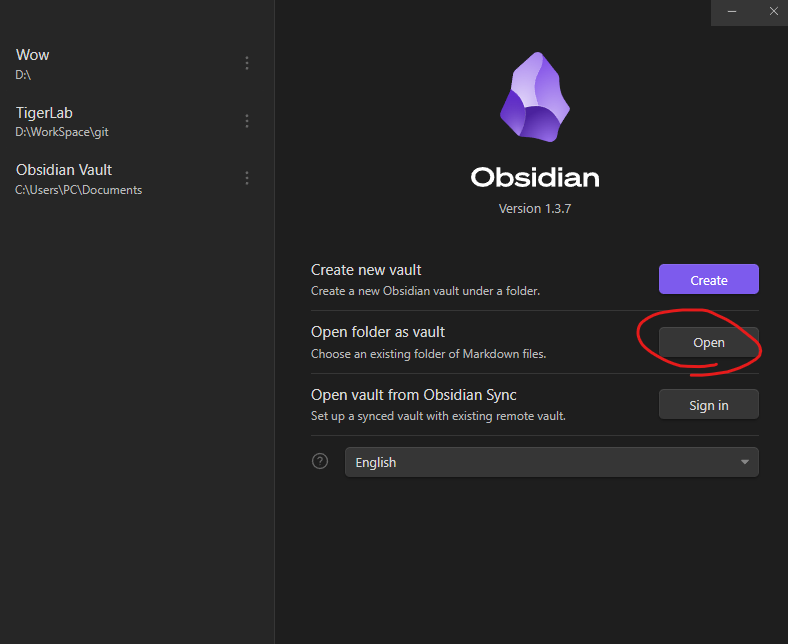 Wow
D:\
TigerLab
D:\WorkSpace\git
Obsidian Vault
C:\Users\PC\Documents
Obsidian
Version 1.3.7
Create new vault
Create a new Obsidian vault under a folder.
Create
Open folder as vault
Choose an existing folder of Markdown files.
Open
Open vault from Obsidian Sync
Set up a synced vault with existing remote vault.
Sign in
?
English